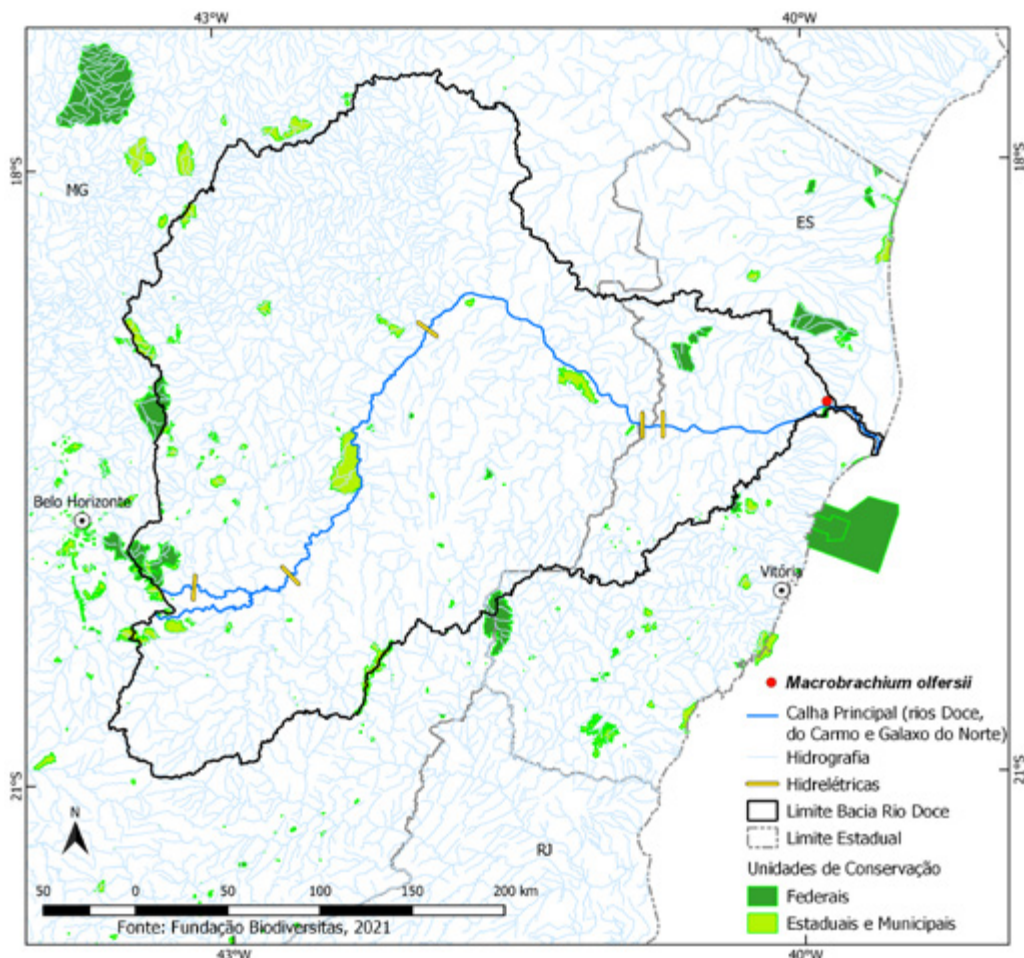 43°W
40°W
18°S
18°S
MG
ES
Belo Horizonte
Vitória
Macrobrachium olfersii
Calha Principal (rios Doce,
do Carmo e Galaxo do Norte)
Hidrografia
Hidrelétricas
Limite Bacia Rio Doce
Limite Estadual
Unidades de Conservação
Federais
Estaduais e Municipais
21°S
21°S
N
RJ
50 0 50 100 150 200 km
Fonte: Fundação Biodiversitas, 2021
43°W
40°W